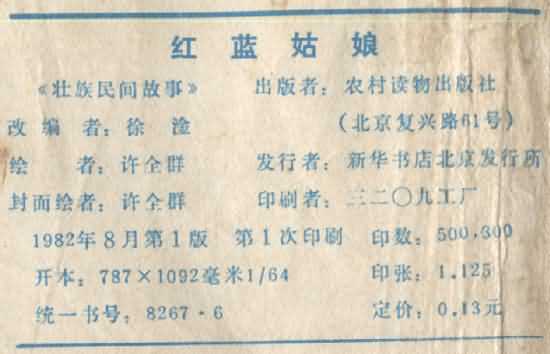 红蓝姑娘
《壮族民间故事》 出版者：农村读物出版社
改编者：徐淦 （北京复兴路61号）
绘者：许全群 发行者：新华书店北京发行所
封面绘者：许全群 印刷者：三二〇九工厂
1982年8月第1版 第1次印刷 印数：500,300
开本：787×1092毫米1/64 印张：1.125
统一书号：8267·6 定价：0.13元